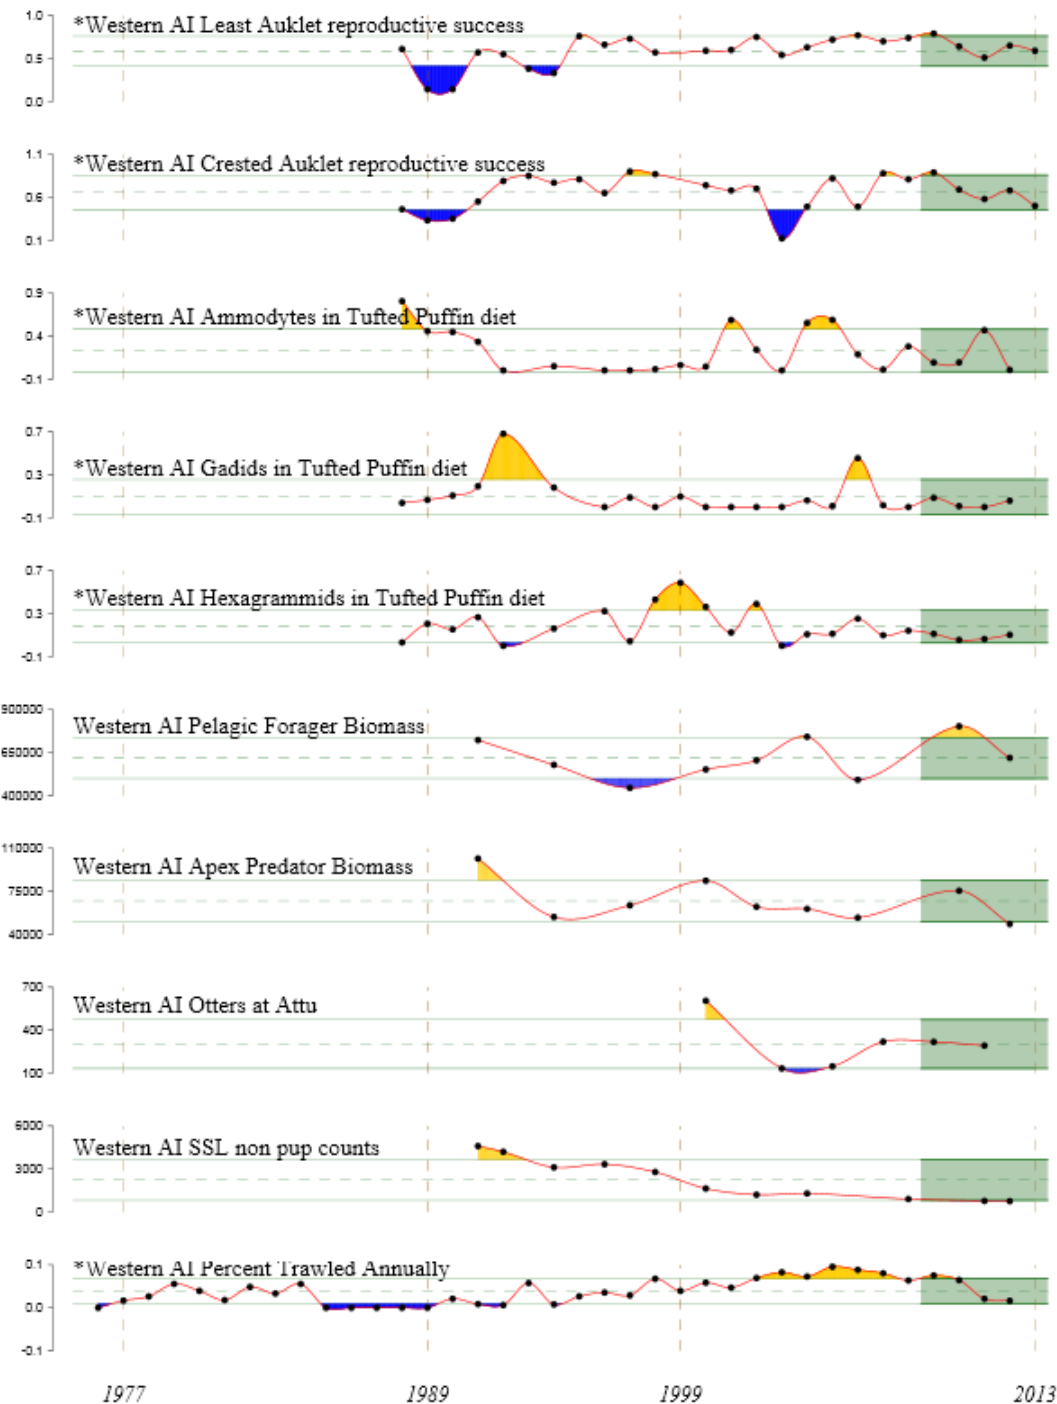 1.0
*Western AI Least Auklet reproductive success
0.5
0.0
1.1
*Western AI Crested Auklet reproductive success
0.6
0.1
0.9
*Western AI Ammodytes in Tufted Puffin diet
0.4
-0.1
0.7
*Western AI Gadids in Tufted Puffin diet
0.3
-0.1
0.7
*Western AI Hexagrammids in Tufted Puffin diet
0.3
-0.1
900000
Western AI Pelagic Forager Biomass
650000
400000
110000
Western AI Apex Predator Biomass
75000
40000
700
Western AI Otters at Attu
400
100
6000
Western AI SSL non pup counts
3000
0
0.1
*Western AI Percent Trawled Annually
0.0
-0.1
1977 1989 1999 2013